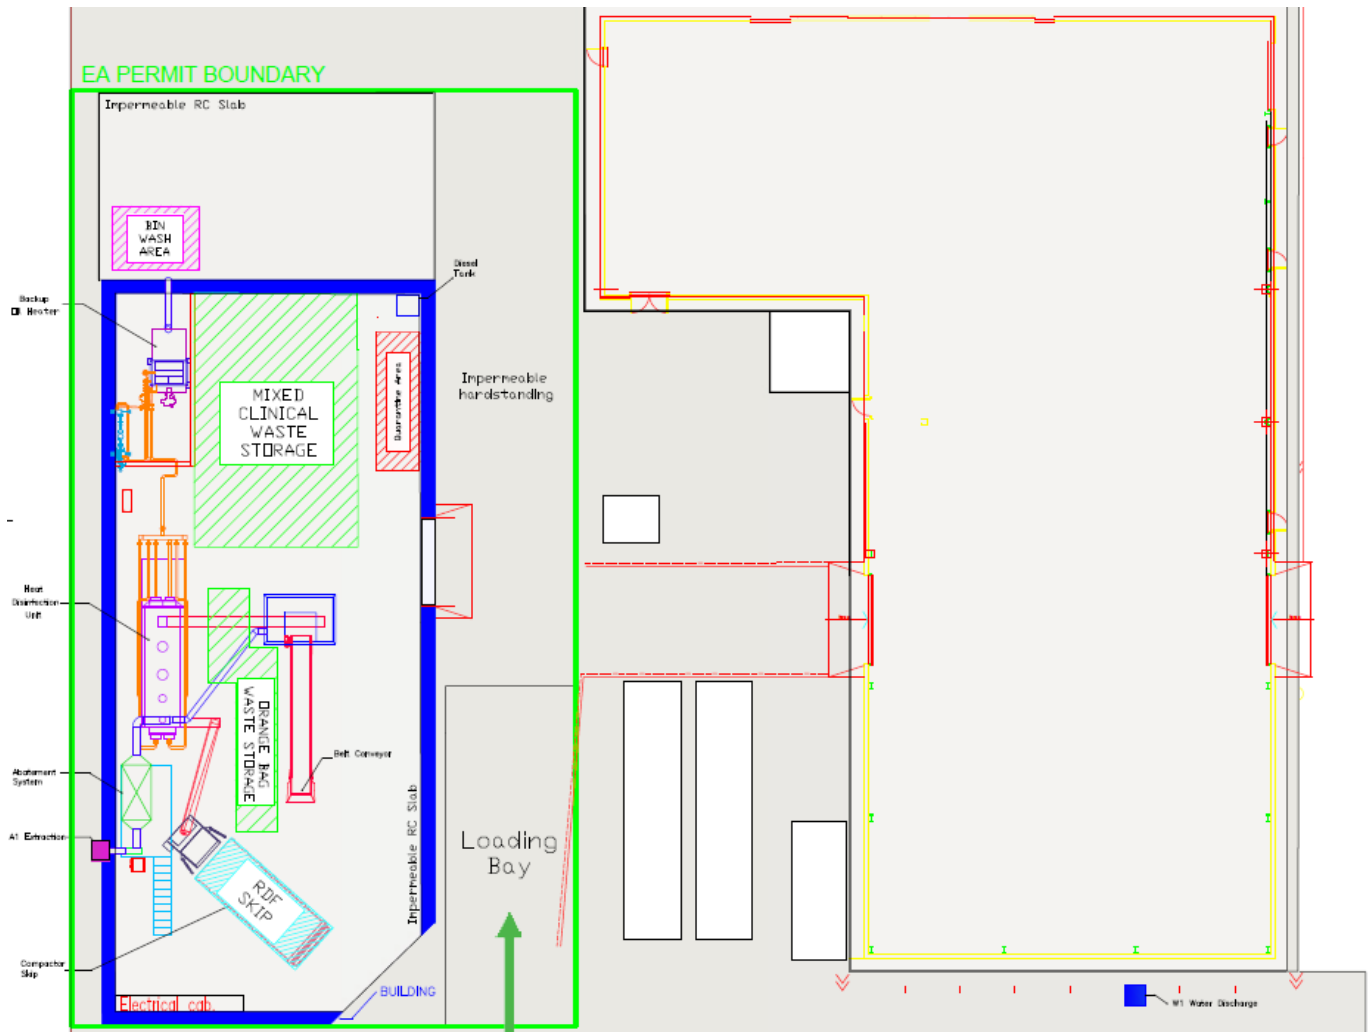 EA PERMIT BOUNDARY
Impermeable RC Slab
BIN
WASH
AREA
Diesel
Tank
Backup
Oil Heater
MIXED
CLINICAL
WASTE
STORAGE
Quarantine Area
Impermeable
hardstanding
Heat
Disinfection
Unit
ORANGE BAG
WASTE STORAGE
Belt Conveyor
Abatement
System
A1 Extraction
Impermeable RC Slab
Loading
Bay
RDF
SKIP
Compactor
Skip
Electrical cab.
BUILDING
W1 Water Discharge